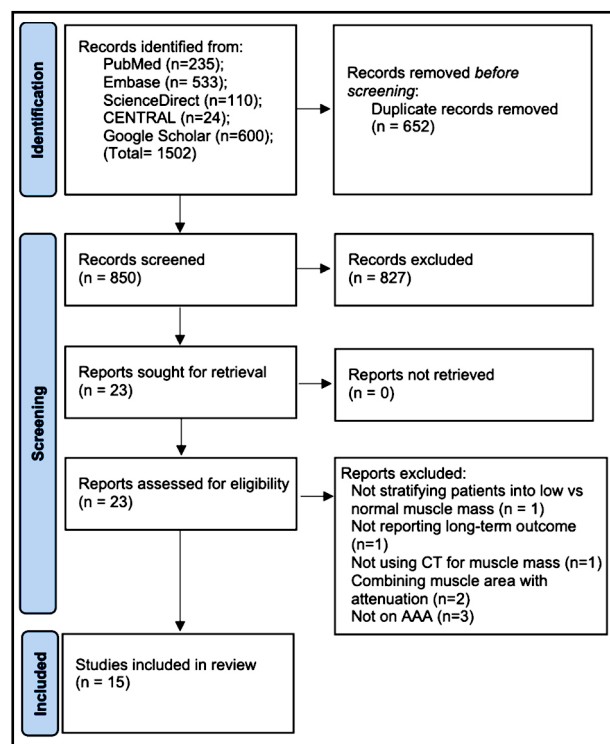 Identification
Records identified from:
PubMed (n=235);
Embase (n= 533);
ScienceDirect (n=110);
CENTRAL (n=24);
Google Scholar (n=600);
(Total= 1502)
Records removed before
screening:
Duplicate records removed
(n = 652)
Screening
Records screened
(n = 850)
Records excluded
(n = 827)
Reports sought for retrieval
(n = 23)
Reports not retrieved
(n = 0)
Reports assessed for eligibility
(n = 23)
Reports excluded:
Not stratifying patients into low vs
normal muscle mass (n = 1)
Not reporting long-term outcome
(n=1)
Not using CT for muscle mass (n=1)
Combining muscle area with
attenuation (n=2)
Not on AAA (n=3)
Included
Studies included in review
(n = 15)